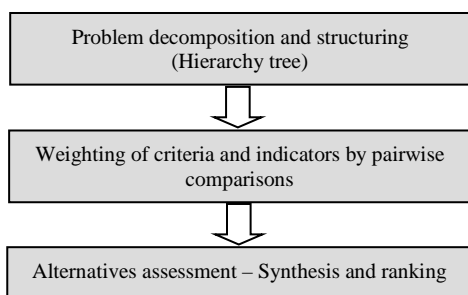 Problem decomposition and structuring
(Hierarchy tree)
Weighting of criteria and indicators by pairwise
comparisons
Alternatives assessment – Synthesis and ranking